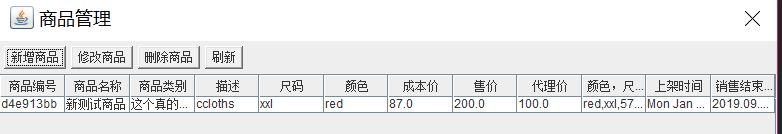 商品管理
新增商品 修改商品 删除商品 刷新
商品编号 商品名称 商品类别 描述 尺码 颜色 成本价 售价 代理价 颜色，尺... 上架时间 销售结束...
d4e913bb 新测试商品 这个真的... ccloths xxl red 87.0 200.0 100.0 red,xxl,57... Mon Jan ... 2019.09....